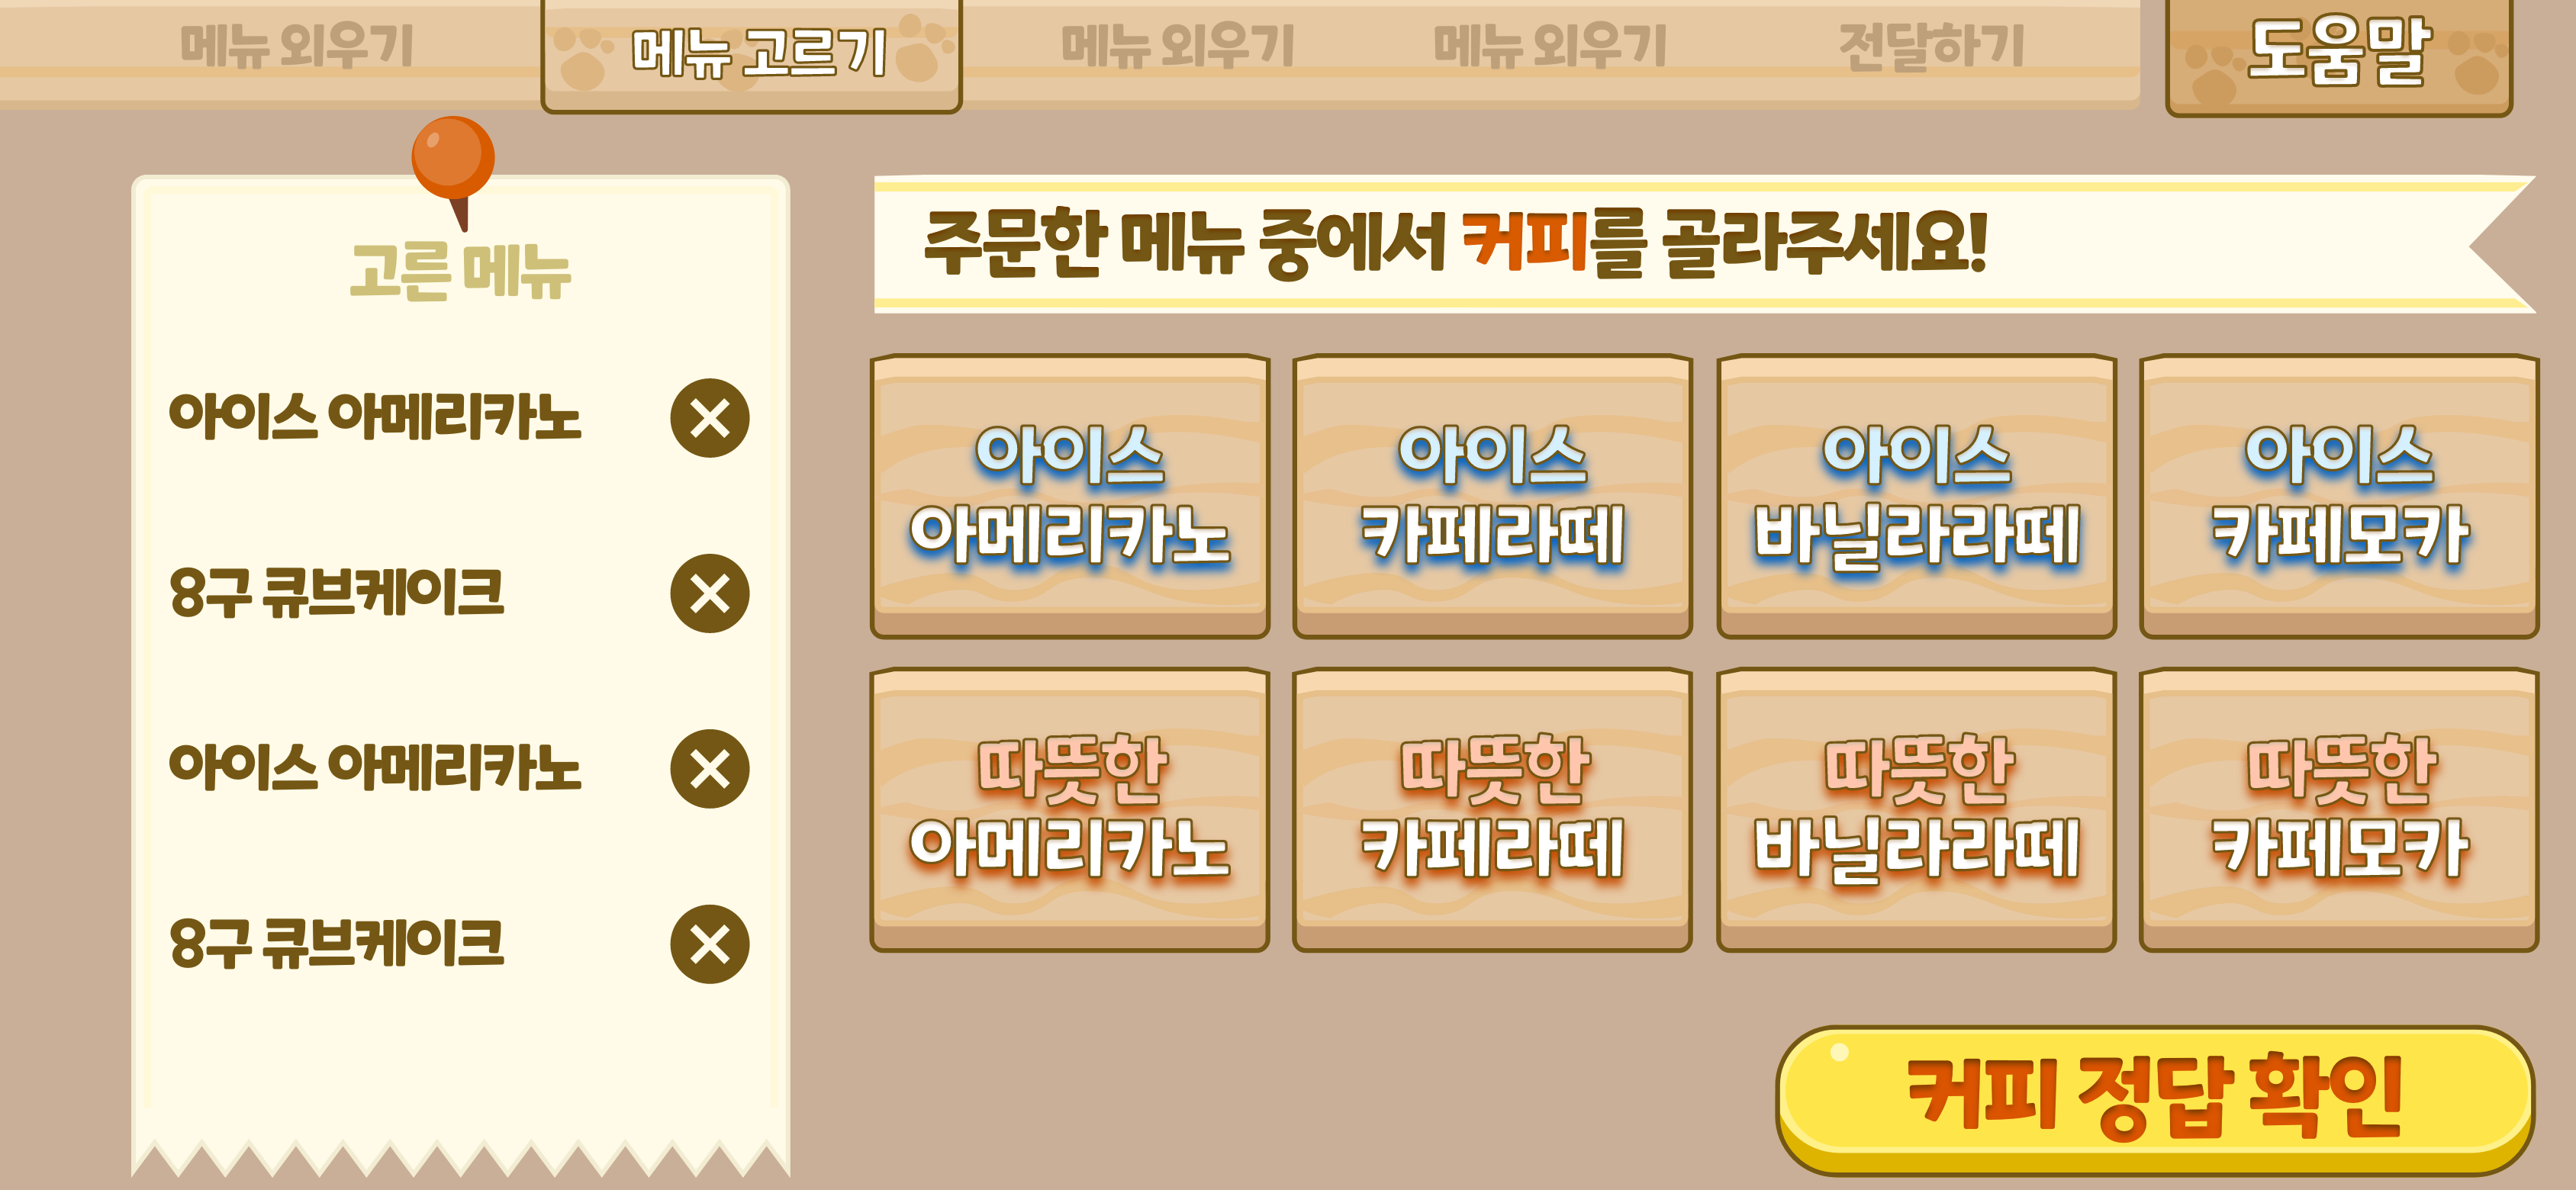 메뉴 외우기
메뉴 고르기
메뉴 외우기
메뉴 외우기
전달하기
도움말
고른 메뉴
아이스 아메리카노
8구 큐브케이크
아이스 아메리카노
8구 큐브케이크
주문한 메뉴 중에서 커피를 골라주세요!
아이스
아메리카노
아이스
카페라떼
아이스
바닐라라떼
아이스
카페모카
따뜻한
아메리카노
따뜻한
카페라떼
따뜻한
바닐라라떼
따뜻한
카페모카
커피 정답 확인